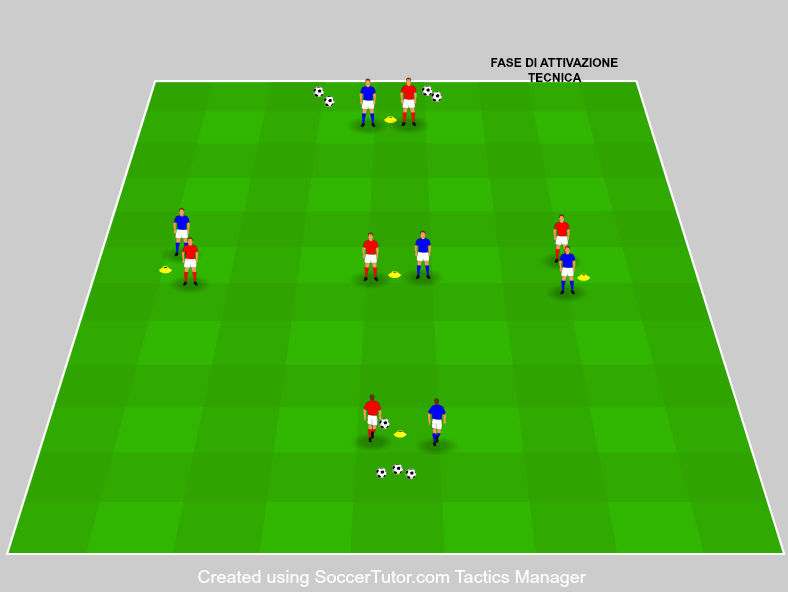 FASE DI ATTIVAZIONE
TECNICA
Created using SoccerTutor.com Tactics Manager